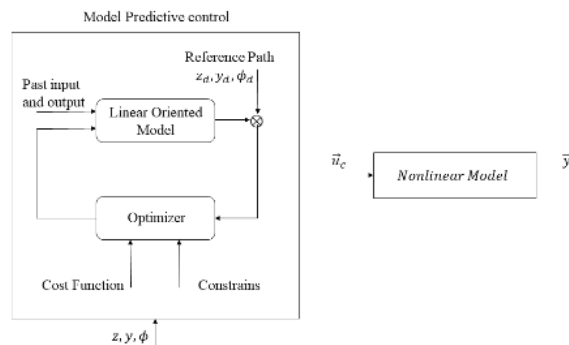 Model Predictive control
Reference Path
z_d, y_d, ϕ_d
Past input
and output
Linear Oriented
Model
Optimizer
Cost Function
Constrains
z, y, ϕ
u⃗_c
Nonlinear Model
y⃗